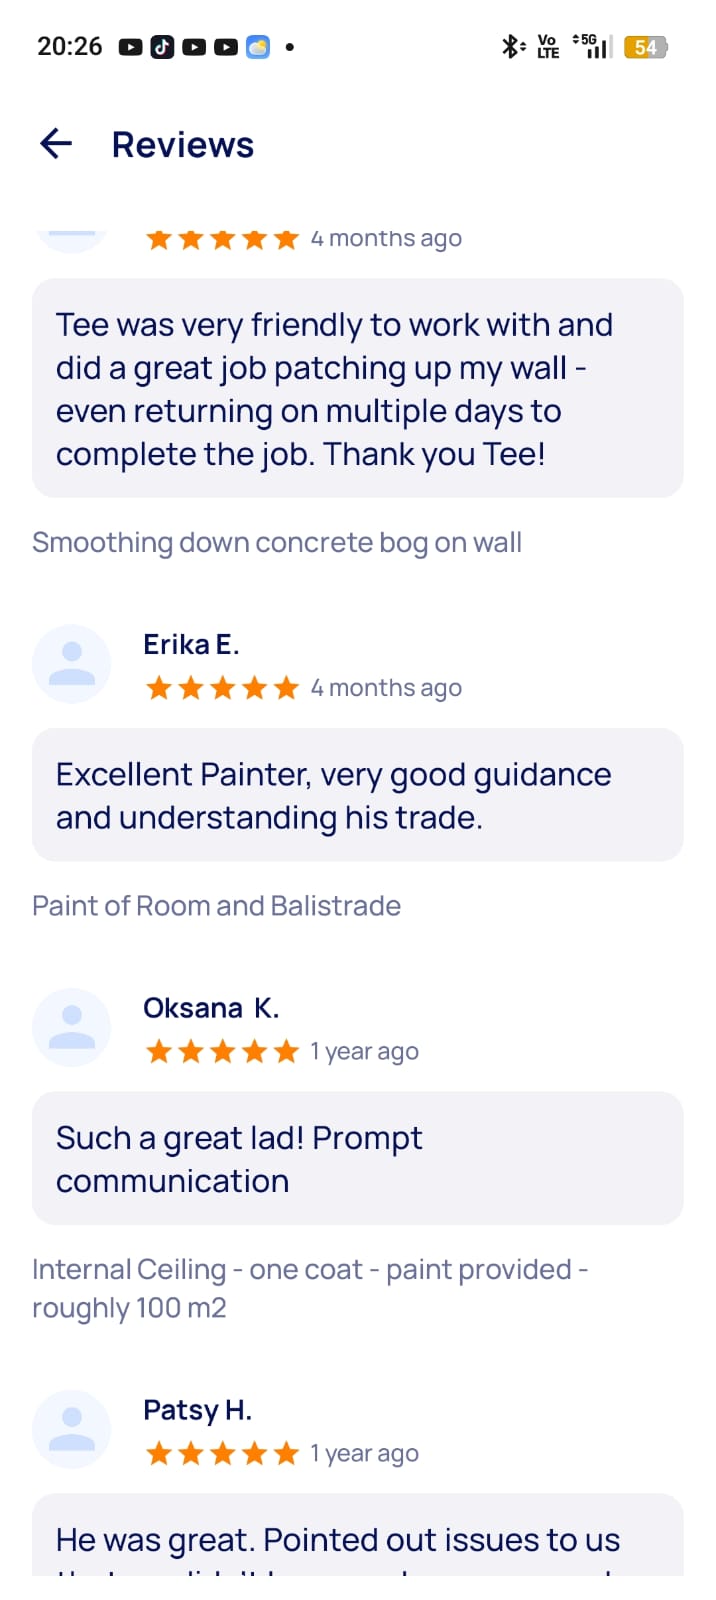 20:26
Vo
LTE
5G
54
Reviews
4 months ago
Tee was very friendly to work with and
did a great job patching up my wall -
even returning on multiple days to
complete the job. Thank you Tee!
Smoothing down concrete bog on wall
Erika E.
4 months ago
Excellent Painter, very good guidance
and understanding his trade.
Paint of Room and Balistrade
Oksana K.
1 year ago
Such a great lad! Prompt
communication
Internal Ceiling - one coat - paint provided -
roughly 100 m2
Patsy H.
1 year ago
He was great. Pointed out issues to us